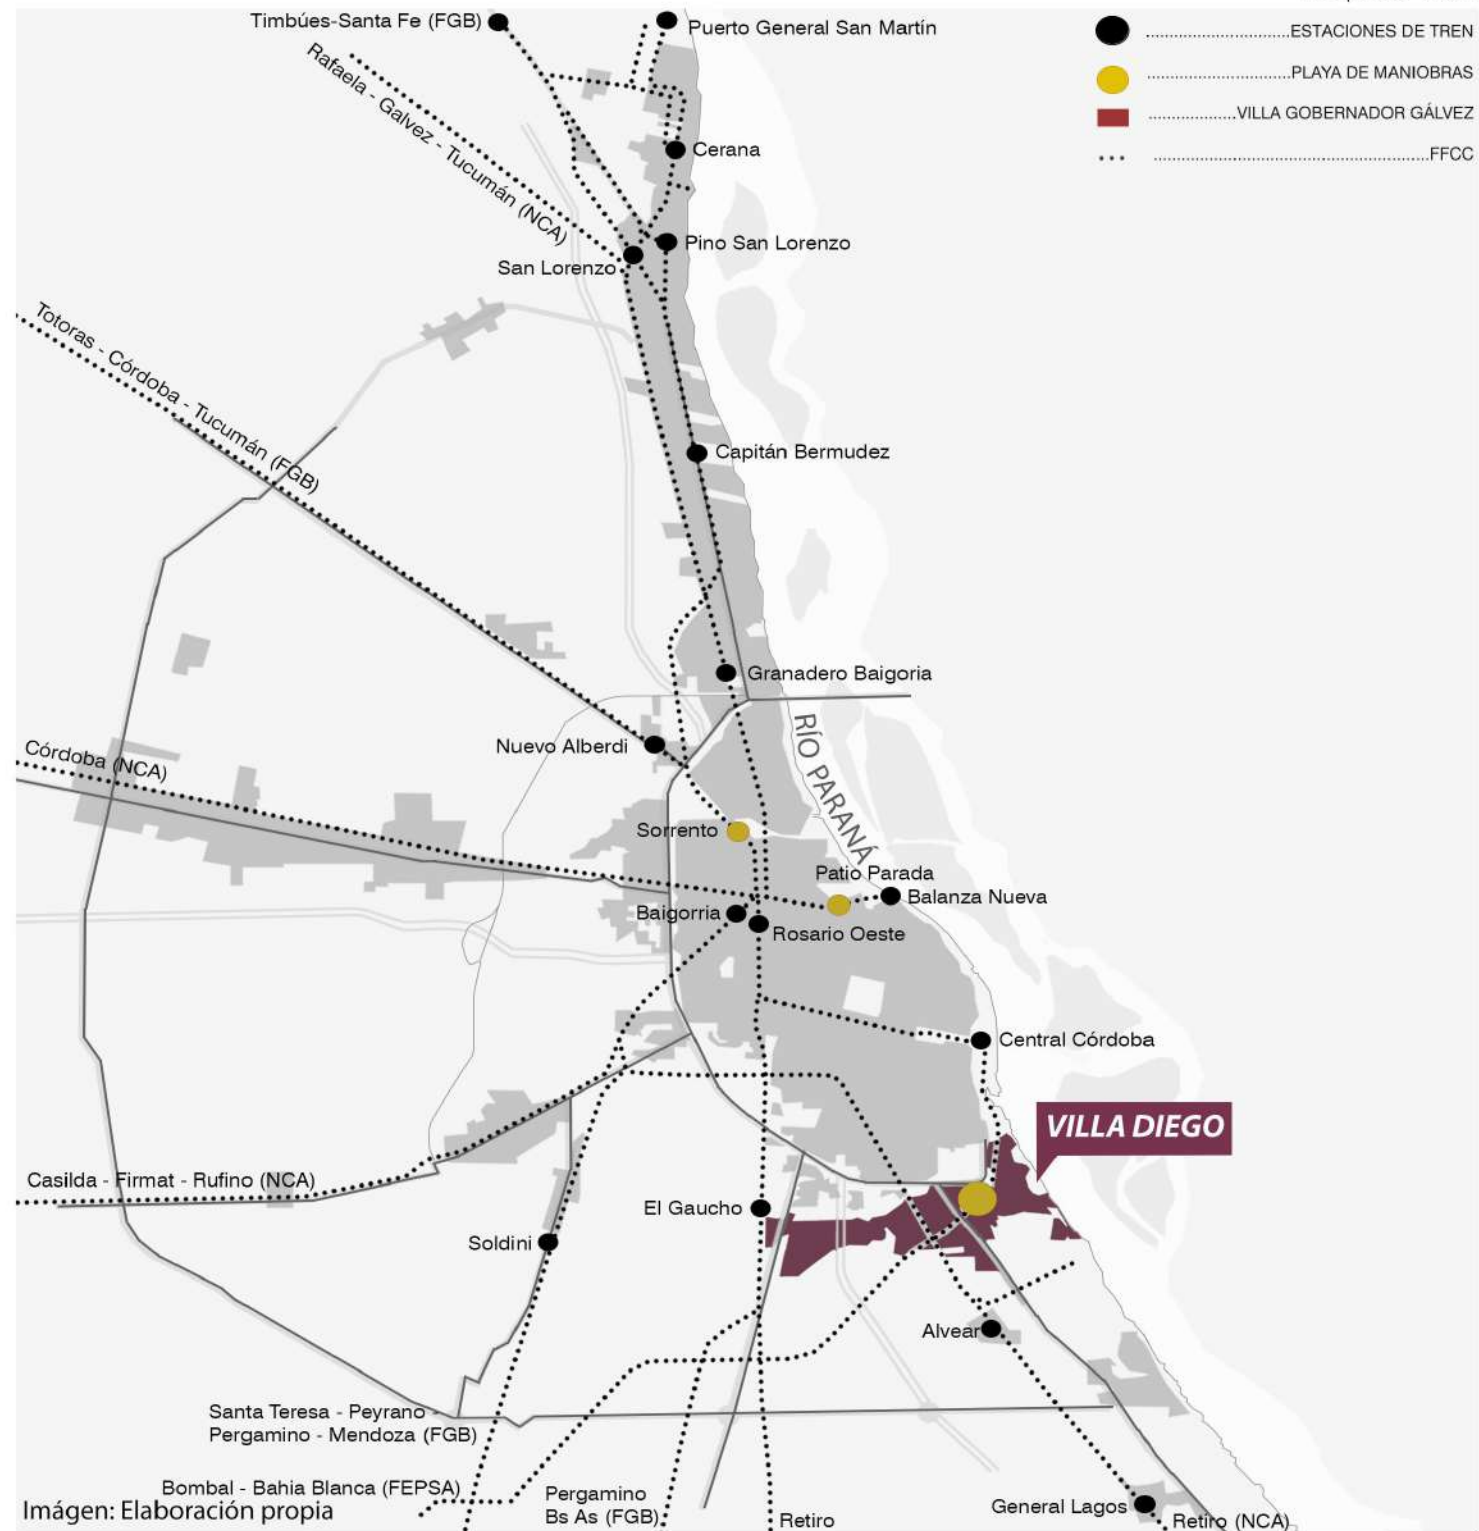 Timbúes-Santa Fe (FGB)
Puerto General San Martín
ESTACIONES DE TREN
PLAYA DE MANIOBRAS
VILLA GOBERNADOR GÁLVEZ
FFCC
Rafaela - Galvez - Tucumán (NCA)
Cerana
Pino San Lorenzo
San Lorenzo
Totoras - Córdoba - Tucumán (FGB)
Capitán Bermudez
Granadero Baigoria
RÍO PARANÁ
Nuevo Alberdi
Córdoba (NCA)
Sorrento
Patio Parada
Balanza Nueva
Baigorria
Rosario Oeste
Central Córdoba
VILLA DIEGO
Casilda - Firmat - Rufino (NCA)
El Gaucho
Soldini
Alvear
Santa Teresa - Peyrano -
Pergamino - Mendoza (FGB)
Bombal - Bahia Blanca (FEPSA)
Pergamino
Bs As (FGB)
Retiro
General Lagos
Retiro (NCA)
Imágen: Elaboración propia